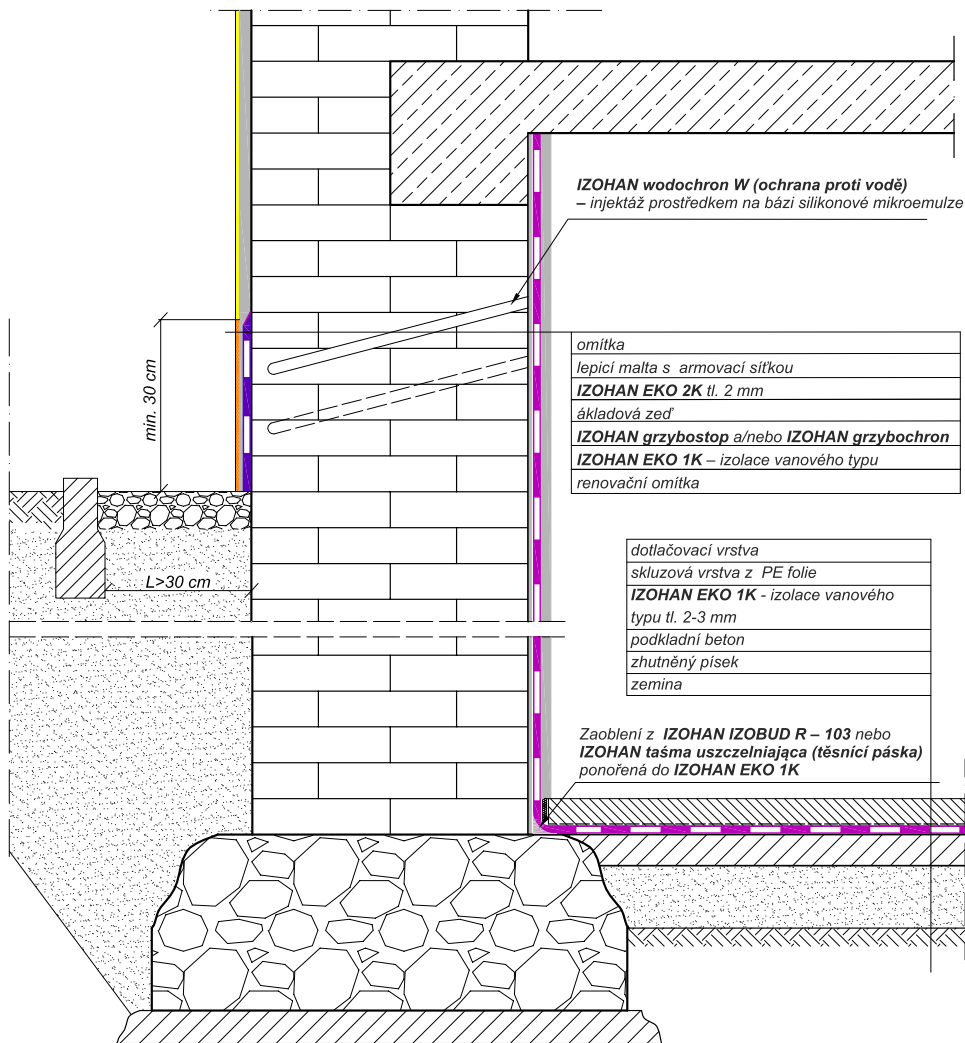 IZOHAN wodochron W (ochrana proti vodě)
– injektáž prostředkem na bázi silikonové mikroemulze
min. 30 cm
omítka
lepicí malta s armovací síťkou
IZOHAN EKO 2K tl. 2 mm
ákladová zeď
IZOHAN grzybostop a/nebo IZOHAN grzybochron
IZOHAN EKO 1K – izolace vanového typu
renovační omítka
L>30 cm
dotlačovací vrstva
skluzová vrstva z PE folie
IZOHAN EKO 1K - izolace vanového
typu tl. 2-3 mm
podkladní beton
zhutněný písek
zemina
Zaoblení z IZOHAN IZOBUD R – 103 nebo
IZOHAN taśma uszczelniająca (těsnící páska)
ponořená do IZOHAN EKO 1K